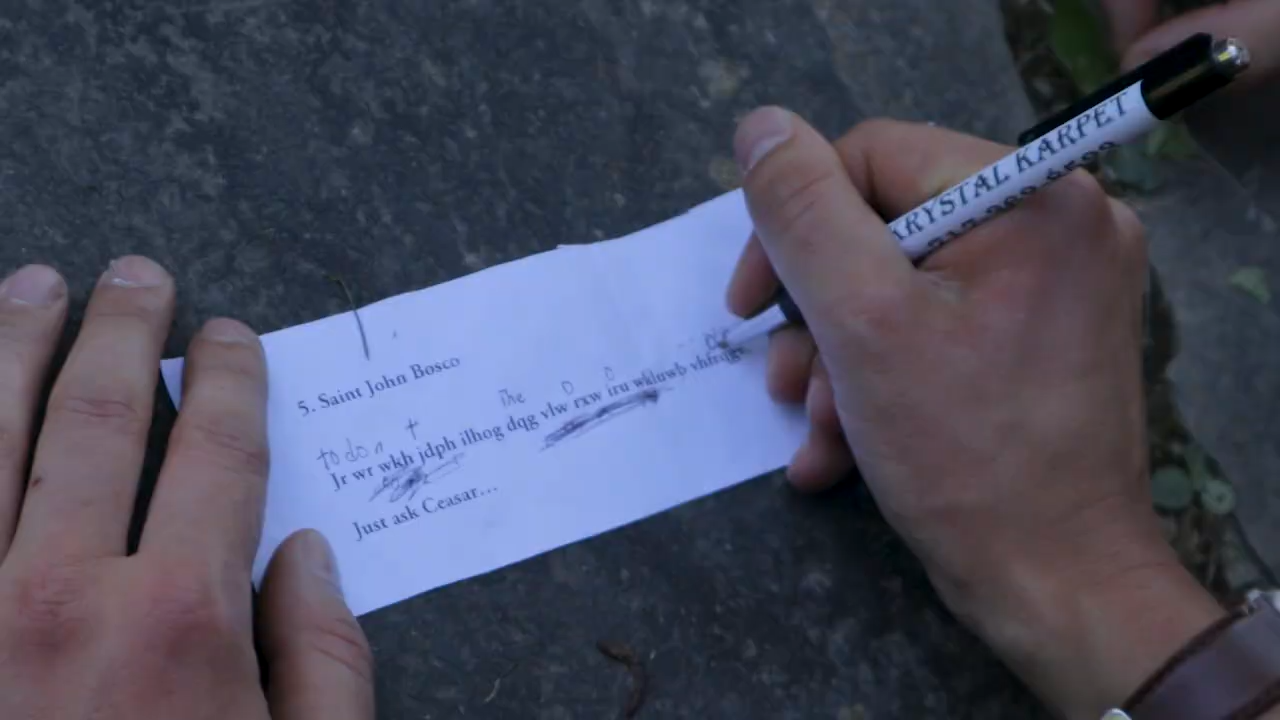 KRYSTAL KARPET
5. Saint John Bosco
to do n t The O O
Jr wr wkh jdph ilhog dqg vlw rxw iru wkluwb vhfrqgv
Just ask Ceasar...